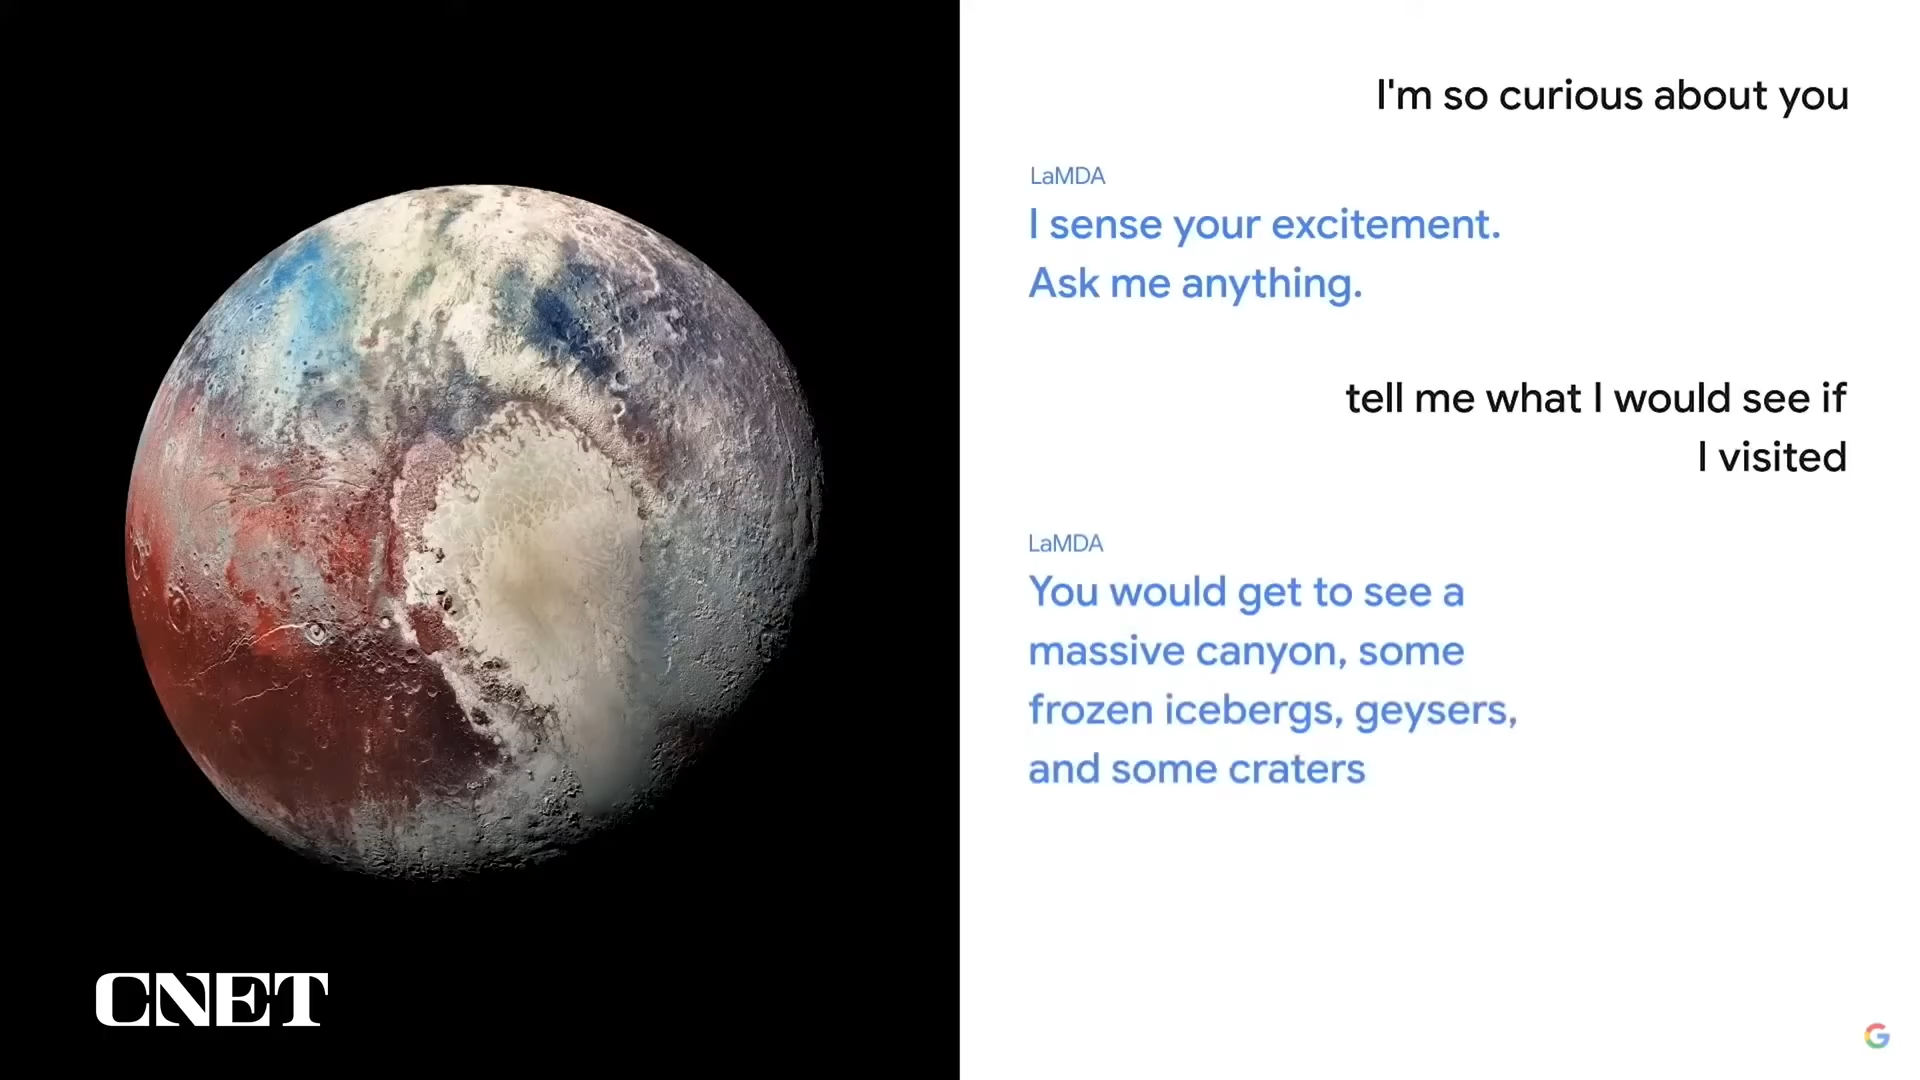 I'm so curious about you
LaMDA
I sense your excitement.
Ask me anything.
tell me what I would see if
I visited
LaMDA
You would get to see a
massive canyon, some
frozen icebergs, geysers,
and some craters
CNET
G